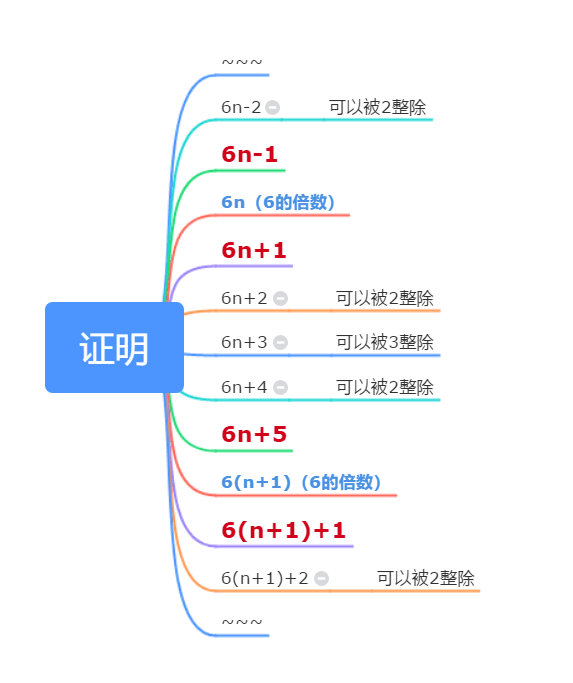 ~~~
6n-2 可以被2整除
6n-1
6n（6的倍数）
6n+1
6n+2 可以被2整除
证明
6n+3 可以被3整除
6n+4 可以被2整除
6n+5
6(n+1)（6的倍数）
6(n+1)+1
6(n+1)+2 可以被2整除
~~~